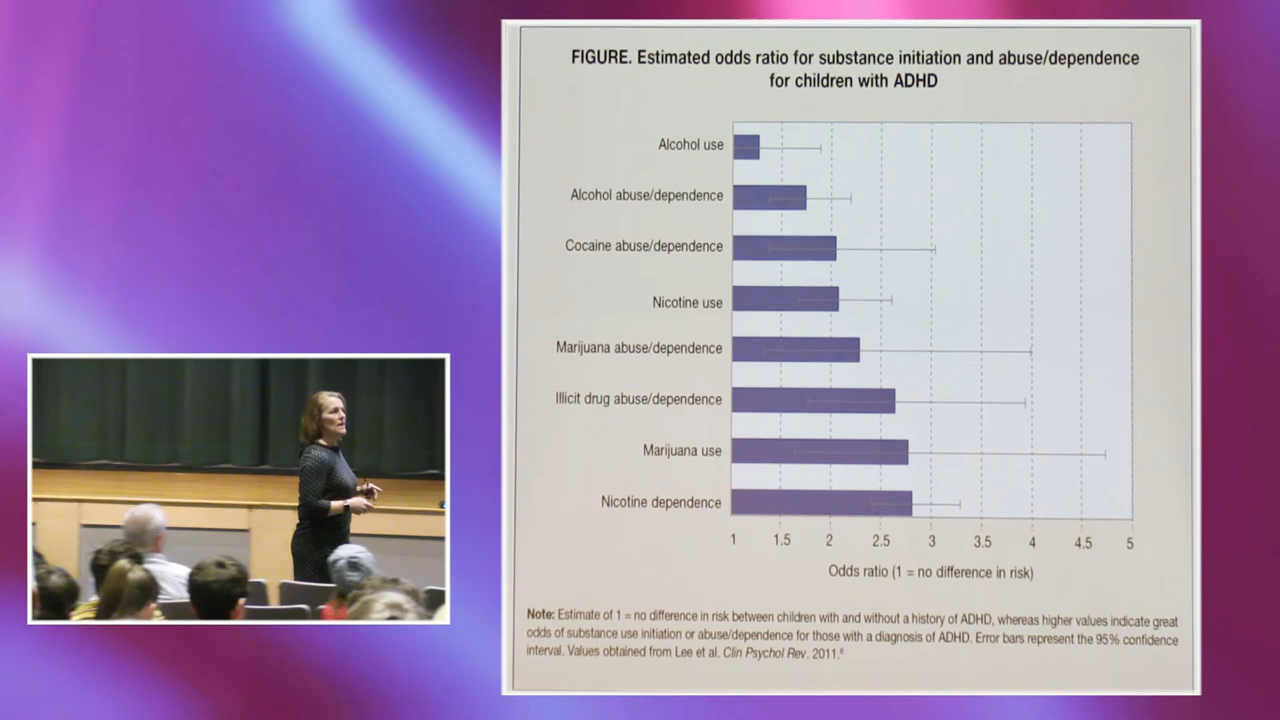 FIGURE. Estimated odds ratio for substance initiation and abuse/dependence
for children with ADHD
Alcohol use
Alcohol abuse/dependence
Cocaine abuse/dependence
Nicotine use
Marijuana abuse/dependence
Illicit drug abuse/dependence
Marijuana use
Nicotine dependence
1 1.5 2 2.5 3 3.5 4 4.5 5
Odds ratio (1 = no difference in risk)
Note: Estimate of 1 = no difference in risk between children with and without a history of ADHD, whereas higher values indicate great
odds of substance use initiation or abuse/dependence for those with a diagnosis of ADHD. Error bars represent the 95% confidence
interval. Values obtained from Lee et al. Clin Psychol Rev. 2011.⁶